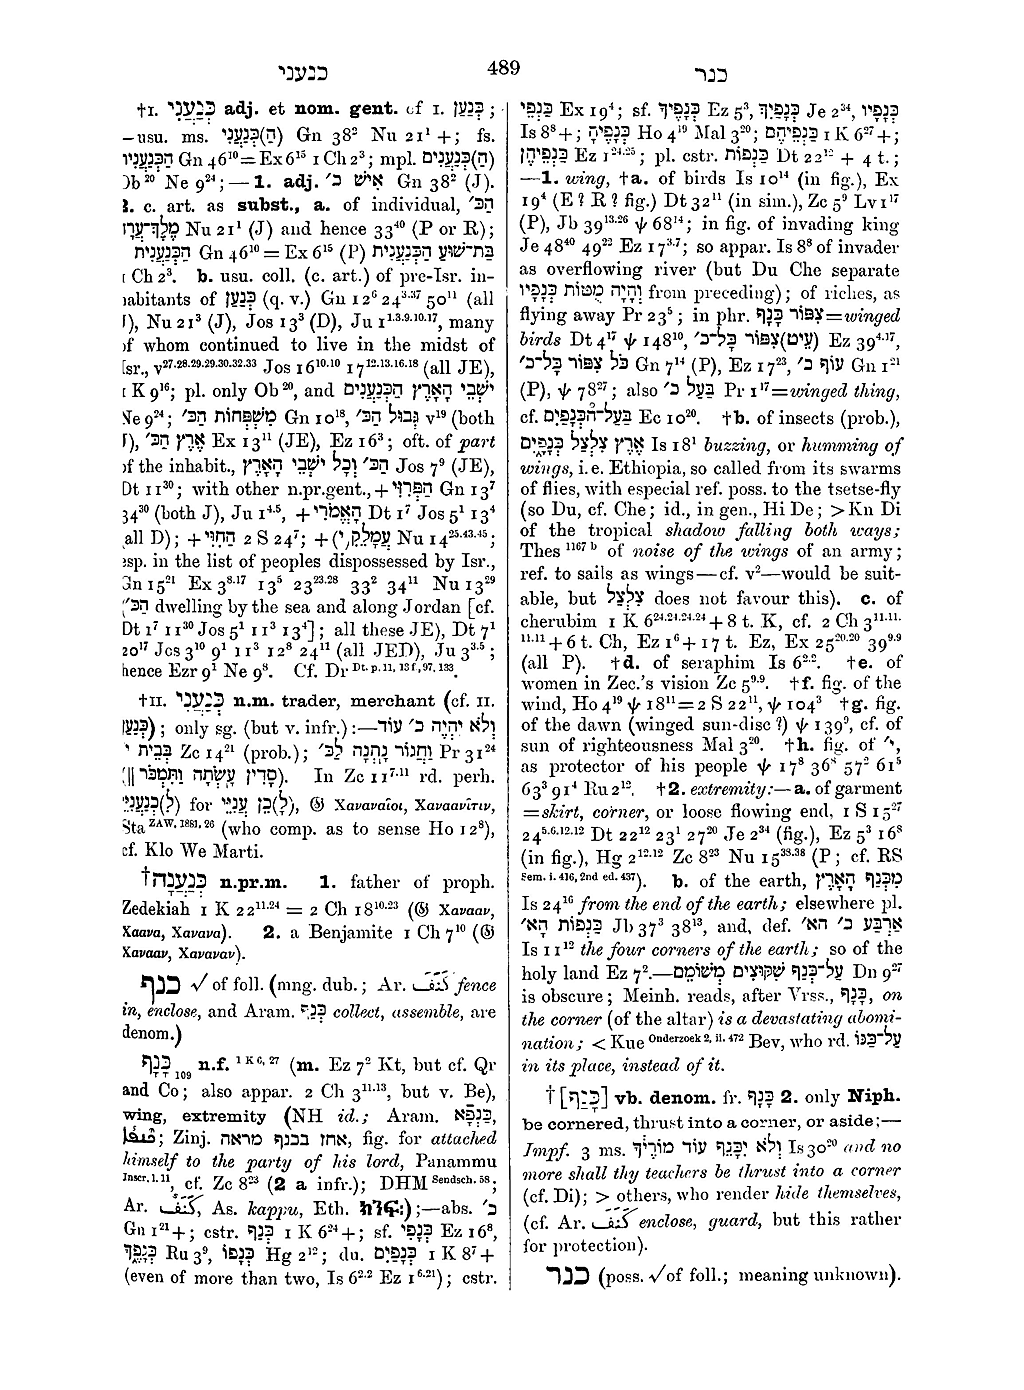 כנעני 489 כנר
†I. כְּנַעֲנִי adj. et nom. gent. of I. כְּנַעַן;
—usu. ms. (הַ)כְּנַעֲנִי Gn 38² Nu 21¹ +; fs.
הַכְּנַעֲנִית Gn 46¹⁰=Ex 6¹⁵ 1 Ch 2³; mpl. (הַ)כְּנַעֲנִים
Ob²⁰ Ne 9²⁴;—1. adj. אִישׁ כ׳ Gn 38² (J).
2. c. art. as subst., a. of individual, הַכּ׳
מֶלֶךְ־עֲרָד Nu 21¹ (J) and hence 33⁴⁰ (P or R);
הַכְּנַעֲנִית Gn 46¹⁰=Ex 6¹⁵ (P) בַּת־שׁוּעַ הַכְּנַעֲנִית
1 Ch 2³. b. usu. coll. (c. art.) of pre-Isr. in-
habitants of כְּנַעַן (q. v.) Gn 12⁶ 24³·³⁷ 50¹¹ (all
J), Nu 21³ (J), Jos 13³ (D), Ju 1¹·³·⁹·¹⁰·¹⁷, many
of whom continued to live in the midst of
Isr., v²⁷·²⁸·²⁹·²⁹·³⁰·³²·³³ Jos 16¹⁰·¹⁰ 17¹²·¹³·¹⁶·¹⁸ (all JE),
1 K 9¹⁶; pl. only Ob²⁰, and יֹשְׁבֵי הָאָרֶץ הַכְּנַעֲנִים
Ne 9²⁴; מִשְׁפְּחוֹת הַכּ׳ Gn 10¹⁸, גְּבוּל הַכּ׳ v¹⁹ (both
J), אֶרֶץ הַכּ׳ Ex 13¹¹ (JE), Ez 16³; oft. of part
of the inhabit., הַכּ׳ וְכֹל יֹשְׁבֵי הָאָרֶץ Jos 7⁹ (JE),
Dt 11³⁰; with other n.pr.gent., + הַפְּרִזִּי Gn 13⁷
34³⁰ (both J), Ju 1⁴·⁵, + הָאֱמֹרִי Dt 1⁷ Jos 5¹ 13⁴
(all D); + הַחִוִּי 2 S 24⁷; + עֲמָלֵק(י) Nu 14²⁵·⁴³·⁴⁵;
esp. in the list of peoples dispossessed by Isr.,
Gn 15²¹ Ex 3⁸·¹⁷ 13⁵ 23²³·²⁸ 33² 34¹¹ Nu 13²⁹
(הַכּ׳ dwelling by the sea and along Jordan [cf.
Dt 1⁷ 11³⁰ Jos 5¹ 11³ 13⁴]; all these JE), Dt 7¹
20¹⁷ Jos 3¹⁰ 9¹ 11³ 12⁸ 24¹¹ (all JED), Ju 3³·⁵;
hence Ezr 9¹ Ne 9⁸. Cf. Dr Dt. p. 11, 13 f, 97, 133.
†II. כְּנַעֲנִי n.m. trader, merchant (cf. II.
כְּנַעַן); only sg. (but v. infr.):—וְלֹא יִהְיֶה כ׳ עוֹד
בְּבֵית י׳ Zc 14²¹ (prob.); וַחֲגוֹר נָתְנָה לַכּ׳ Pr 31²⁴
(|| סָדִין עָשְׂתָה וַתִּמְכֹּר). In Zc 11⁷·¹¹ rd. perh.
(לִ)כְנַעֲנִיֵּי for (לָ)כֵן עֲנִיֵּי, 𝔊 Χαναναῖοι, Χαναανῖτιν,
Sta ZAW. 1881, 26 (who comp. as to sense Ho 12⁸),
cf. Klo We Marti.
†כְּנַעֲנָה n.pr.m. 1. father of proph.
Zedekiah 1 K 22¹¹·²⁴ = 2 Ch 18¹⁰·²³ (𝔊 Χανααν,
Χαανα, Χανανα). 2. a Benjamite 1 Ch 7¹⁰ (𝔊
Χανααν, Χανανav).
כנף √of foll. (mng. dub.; Ar. كَنَفَ fence
in, enclose, and Aram. כְּנַף collect, assemble, are
denom.)
כָּנָף₁₀₉ n.f. 1 K 6, 27 (m. Ez 7² Kt, but cf. Qr
and Co; also appar. 2 Ch 3¹¹·¹³, but v. Be),
wing, extremity (NH id.; Aram. כַּנְפָּא,
Zinj. אחז בכנף מראה, fig. for attached
himself to the party of his lord, Panammu
Inscr. l. 11, cf. Zc 8²³ (2 a infr.); DHM Sendsch. 58;
Ar. كَنَف, As. kappu, Eth. ክንፍ፡);—abs. כ׳
Gn 1²¹ +; cstr. כְּנַף 1 K 6²⁴ +; sf. כְּנָפִי Ez 16⁸,
כְּנָפֶךָ Ru 3⁹, כְּנָפוֹ Hg 2¹²; du. כְּנָפַיִם 1 K 8⁷ +
(even of more than two, Is 6²·² Ez 1⁶·²¹); cstr.
כַּנְפֵי Ex 19⁴; sf. כְּנָפֶיךָ Ez 5³, כְּנָפַיִךְ Je 2³⁴, כְּנָפָיו
Is 8⁸ +; כְּנָפֶיהָ Ho 4¹⁹ Mal 3²⁰; כַּנְפֵיהֶם 1 K 6²⁷ +;
כַּנְפֵיהֶן Ez 1²⁴·²⁵; pl. cstr. כַּנְפוֹת Dt 22¹² + 4 t.;
—1. wing, †a. of birds Is 10¹⁴ (in fig.), Ex
19⁴ (E ? R ? fig.) Dt 32¹¹ (in sim.), Zc 5⁹ Lv 1¹⁷
(P), Jb 39¹³·²⁶ ψ 68¹⁴; in fig. of invading king
Je 48⁴⁰ 49²² Ez 17³·⁷; so appar. Is 8⁸ of invader
as overflowing river (but Du Che separate
וְהָיָה מֻטּוֹת כְּנָפָיו from preceding); of riches, as
flying away Pr 23⁵; in phr. צִפּוֹר כָּנָף=winged
birds Dt 4¹⁷ ψ 148¹⁰, (עֵיט)צִפּוֹר כָּל־כ׳ Ez 39⁴·¹⁷,
כֹּל צִפּוֹר כָּל־כ׳ Gn 7¹⁴ (P), Ez 17²³, עוֹף כ׳ Gn 1²¹
(P), ψ 78²⁷; also בַּעַל כ׳ Pr 1¹⁷=winged thing,
cf. בַּעַל־הַכְּנָפַיִם Ec 10²⁰. †b. of insects (prob.),
אֶרֶץ צִלְצַל כְּנָפָיִם Is 18¹ buzzing, or humming of
wings, i.e. Ethiopia, so called from its swarms
of flies, with especial ref. poss. to the tsetse-fly
(so Du, cf. Che; id., in gen., Hi De; >Kn Di
of the tropical shadow falling both ways;
Thes 1167 b of noise of the wings of an army;
ref. to sails as wings—cf. v²—would be suit-
able, but צִלְצַל does not favour this). c. of
cherubim 1 K 6²⁴·²⁴·²⁴·²⁴ + 8 t. K, cf. 2 Ch 3¹¹·¹¹·
¹¹·¹¹ + 6 t. Ch, Ez 1⁶ + 17 t. Ez, Ex 25²⁰·²⁰ 39⁹·⁹
(all P). †d. of seraphim Is 6²·². †e. of
women in Zec.'s vision Zc 5⁹·⁹. †f. fig. of the
wind, Ho 4¹⁹ ψ 18¹¹=2 S 22¹¹, ψ 104³ †g. fig.
of the dawn (winged sun-disc ?) ψ 139⁹, cf. of
sun of righteousness Mal 3²⁰. †h. fig. of י׳,
as protector of his people ψ 17⁸ 36⁸ 57² 61⁵
63⁸ 91⁴ Ru 2¹². †2. extremity:—a. of garment
=skirt, corner, or loose flowing end, 1 S 15²⁷
24⁵·⁶·¹²·¹² Dt 22¹² 23¹ 27²⁰ Je 2³⁴ (fig.), Ez 5³ 16⁸
(in fig.), Hg 2¹²·¹² Zc 8²³ Nu 15³⁸·³⁸ (P; cf. RS
Sem. i. 416, 2nd ed. 437). b. of the earth, מִכְּנַף הָאָרֶץ
Is 24¹⁶ from the end of the earth; elsewhere pl.
כַּנְפוֹת הָא׳ Jb 37³ 38¹³, and, def. אַרְבַּע כ׳ הא׳
Is 11¹² the four corners of the earth; so of the
holy land Ez 7².—עַל־כְּנַף שִׁקּוּצִים מְשׁוֹמֵם Dn 9²⁷
is obscure; Meinh. reads, after Vrss., כְּנַף, on
the corner (of the altar) is a devastating abomi-
nation; < Kue Onderzoek 2, ii. 472 Bev, who rd. עַל־כַּנּוֹ
in its place, instead of it.
†[כָּנַף] vb. denom. fr. כָּנָף 2. only Niph.
be cornered, thrust into a corner, or aside;—
Impf. 3 ms. וְלֹא יִכָּנֵף עוֹד מוֹרֶיךָ Is 30²⁰ and no
more shall thy teachers be thrust into a corner
(cf. Di); > others, who render hide themselves,
(cf. Ar. كَنَفَ enclose, guard, but this rather
for protection).
כנר (poss. √of foll.; meaning unknown).